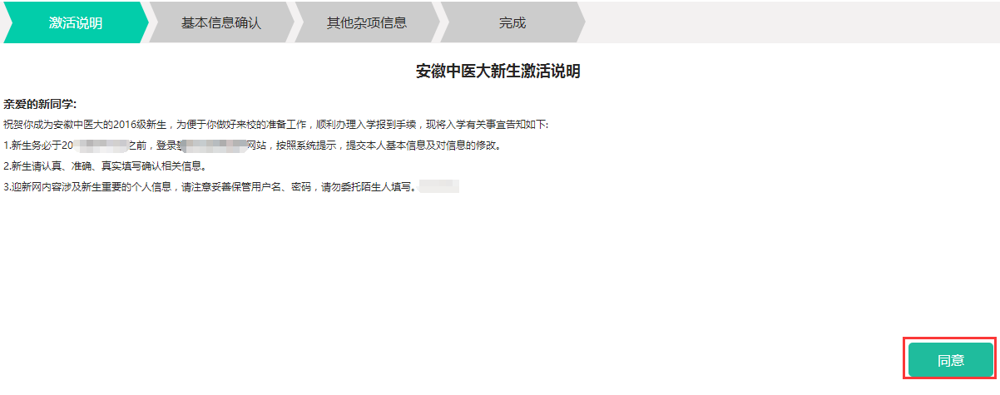 激活说明
基本信息确认
其他杂项信息
完成
安徽中医大新生激活说明
亲爱的新同学:
祝贺你成为安徽中医大的2016级新生，为便于你做好来校的准备工作，顺利办理入学报到手续，现将入学有关事宜告知如下:
1.新生务必于20 之前，登录 网站，按照系统提示，提交本人基本信息及对信息的修改。
2.新生请认真、准确、真实填写确认相关信息。
3.迎新网内容涉及新生重要的个人信息，请注意妥善保管用户名、密码，请勿委托陌生人填写。
同意